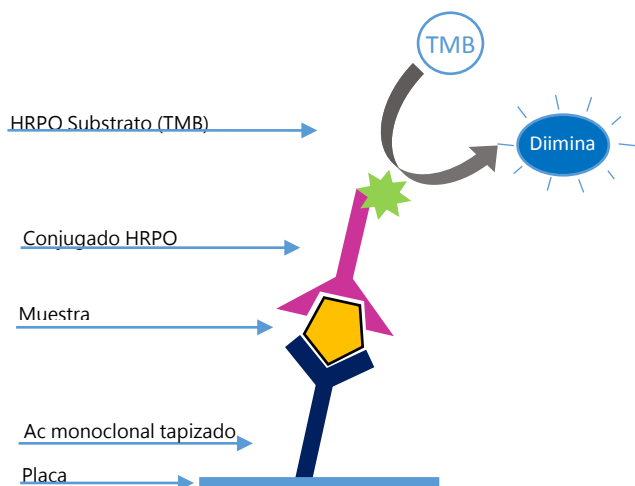 TMB
HRPO Substrato (TMB)
Diimina
Conjugado HRPO
Muestra
Ac monoclonal tapizado
Placa